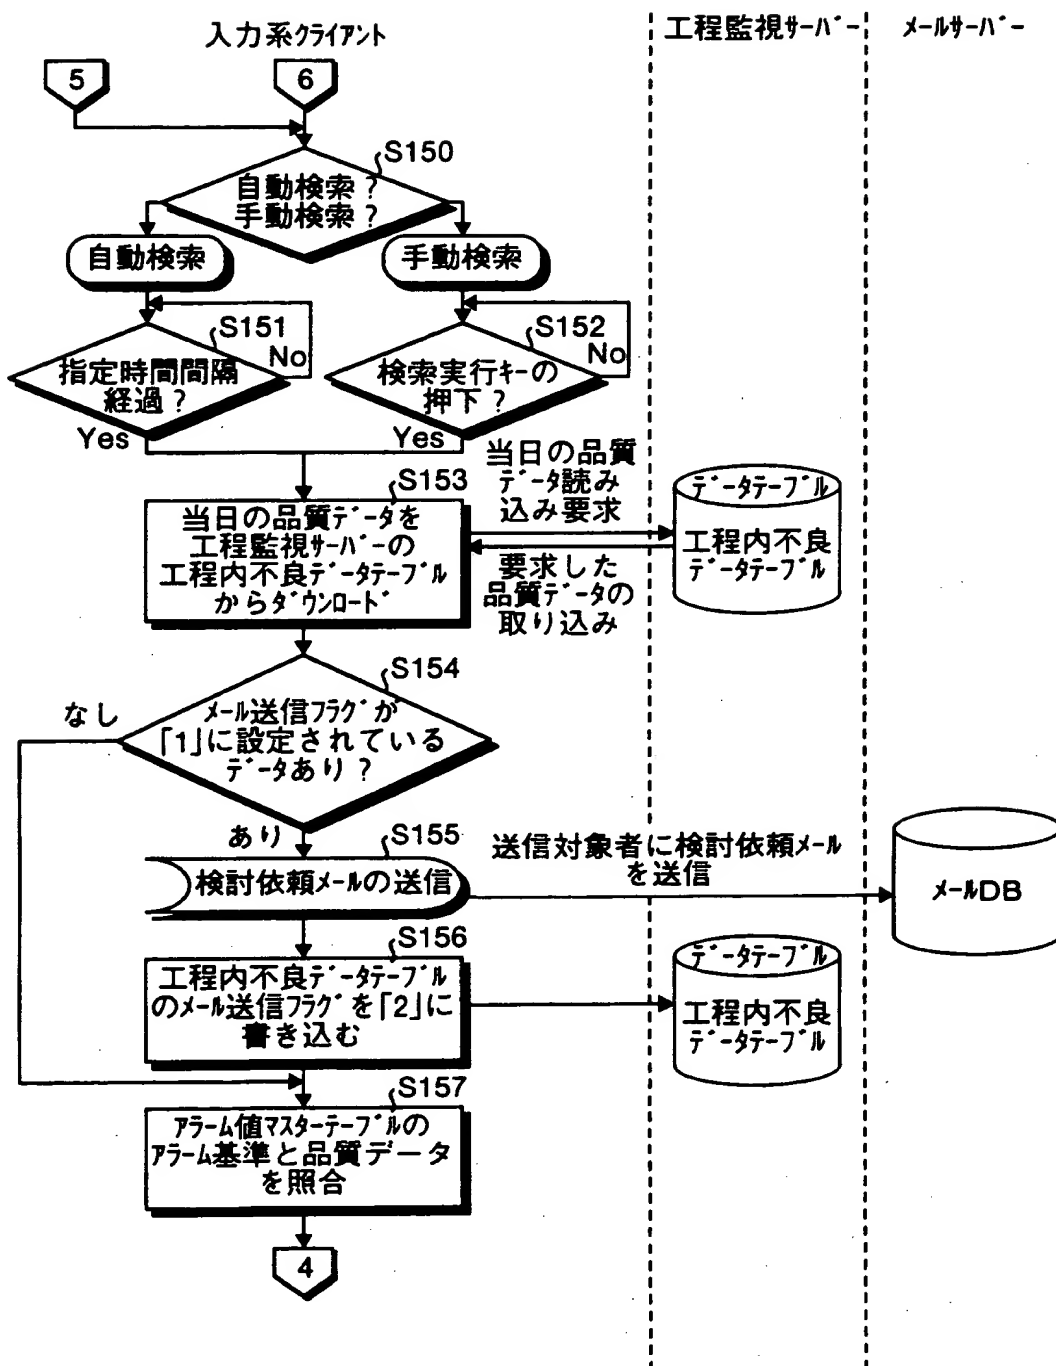 入力系クライアント
工程監視サーバー
メールサーバー
5
6
S150
自動検索?
手動検索?
自動検索
手動検索
S151
No
指定時間間隔
経過?
Yes
S152
No
検索実行キーの
押下?
Yes
S153
当日の品質データを
工程監視サーバーの
工程内不良データテーブル
からダウンロード
当日の品質
データ読み
込み要求
要求した
品質データの
取り込み
データテーブル
工程内不良
データテーブル
S154
メール送信フラグが
「1」に設定されている
データあり?
なし
あり
S155
検討依頼メールの送信
送信対象者に検討依頼メール
を送信
メールDB
S156
工程内不良データテーブル
のメール送信フラグを「2」に
書き込む
データテーブル
工程内不良
データテーブル
S157
アラーム値マスターテーブルの
アラーム基準と品質データ
を照合
4